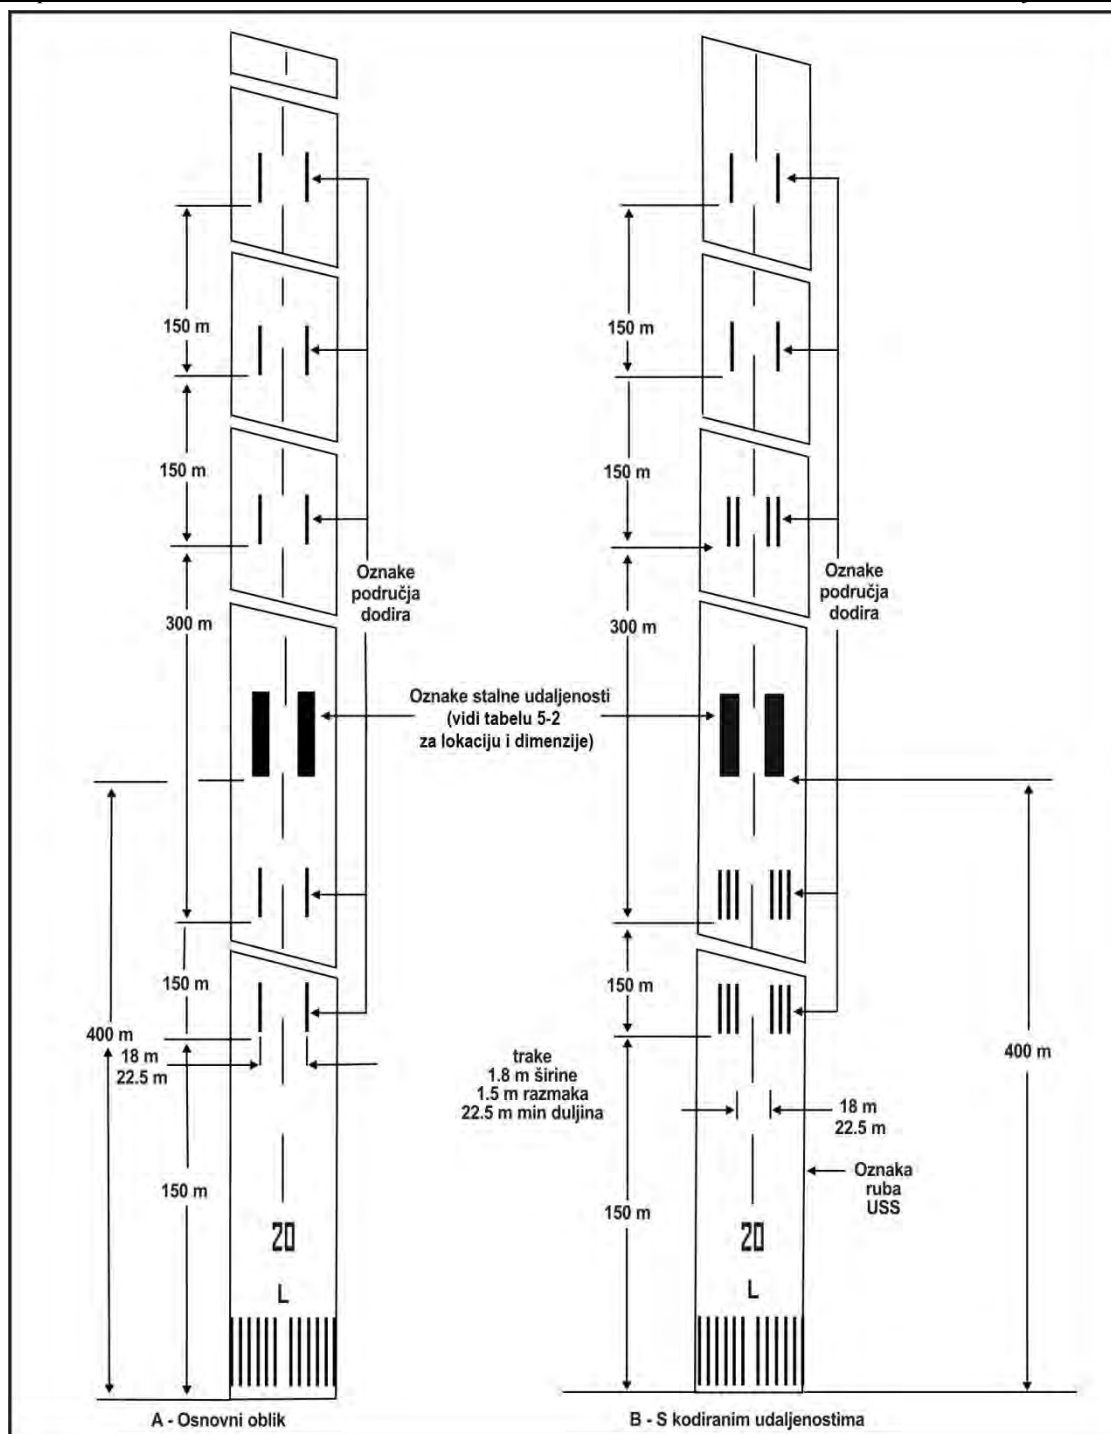 150 m
150 m
300 m
Oznake
područja
dodira
150 m
400 m
18 m
22.5 m
150 m
20
L
A - Osnovni oblik
Oznake stalne udaljenosti
(vidi tabelu 5-2
za lokaciju i dimenzije)
150 m
150 m
300 m
Oznake
područja
dodira
150 m
trake
1.8 m širine
1.5 m razmaka
22.5 m min duljina
18 m
22.5 m
400 m
Oznaka
ruba
USS
150 m
20
L
B - S kodiranim udaljenostima